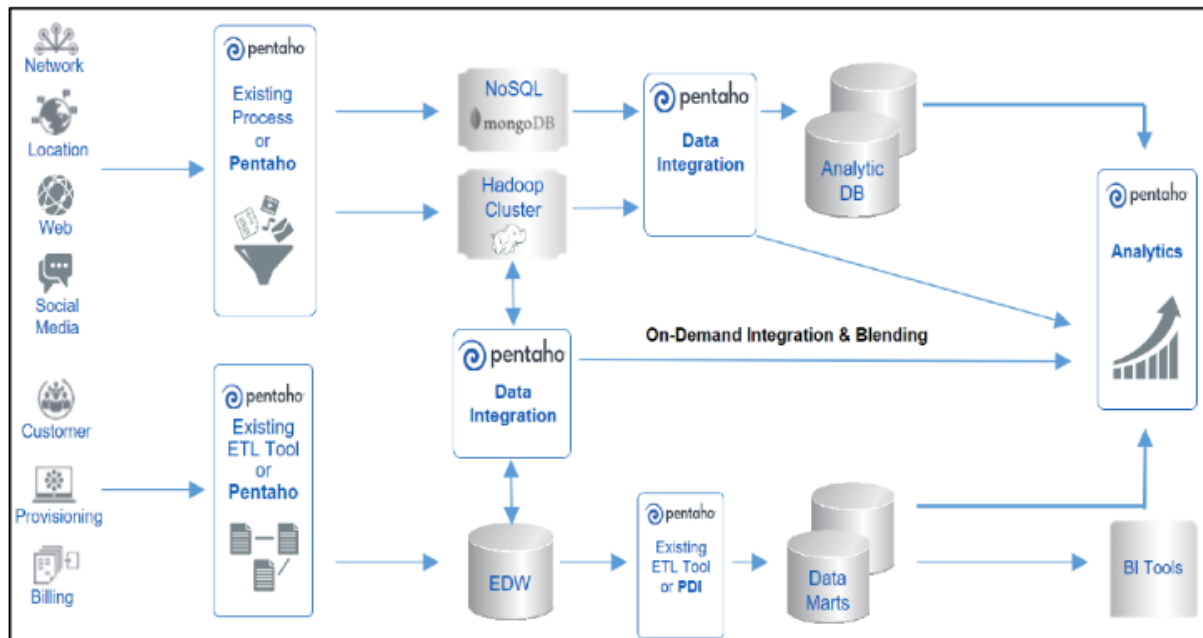 Network
Location
Web
Social
Media
Customer
Provisioning
Billing
pentaho
Existing
Process
or
Pentaho
pentaho
Existing
ETL Tool
or
Pentaho
NoSQL
mongoDB
Hadoop
Cluster
pentaho
Data
Integration
EDW
pentaho
Data
Integration
Analytic
DB
On-Demand Integration & Blending
pentaho
Existing
ETL Tool
or PDI
Data
Marts
pentaho
Analytics
BI Tools